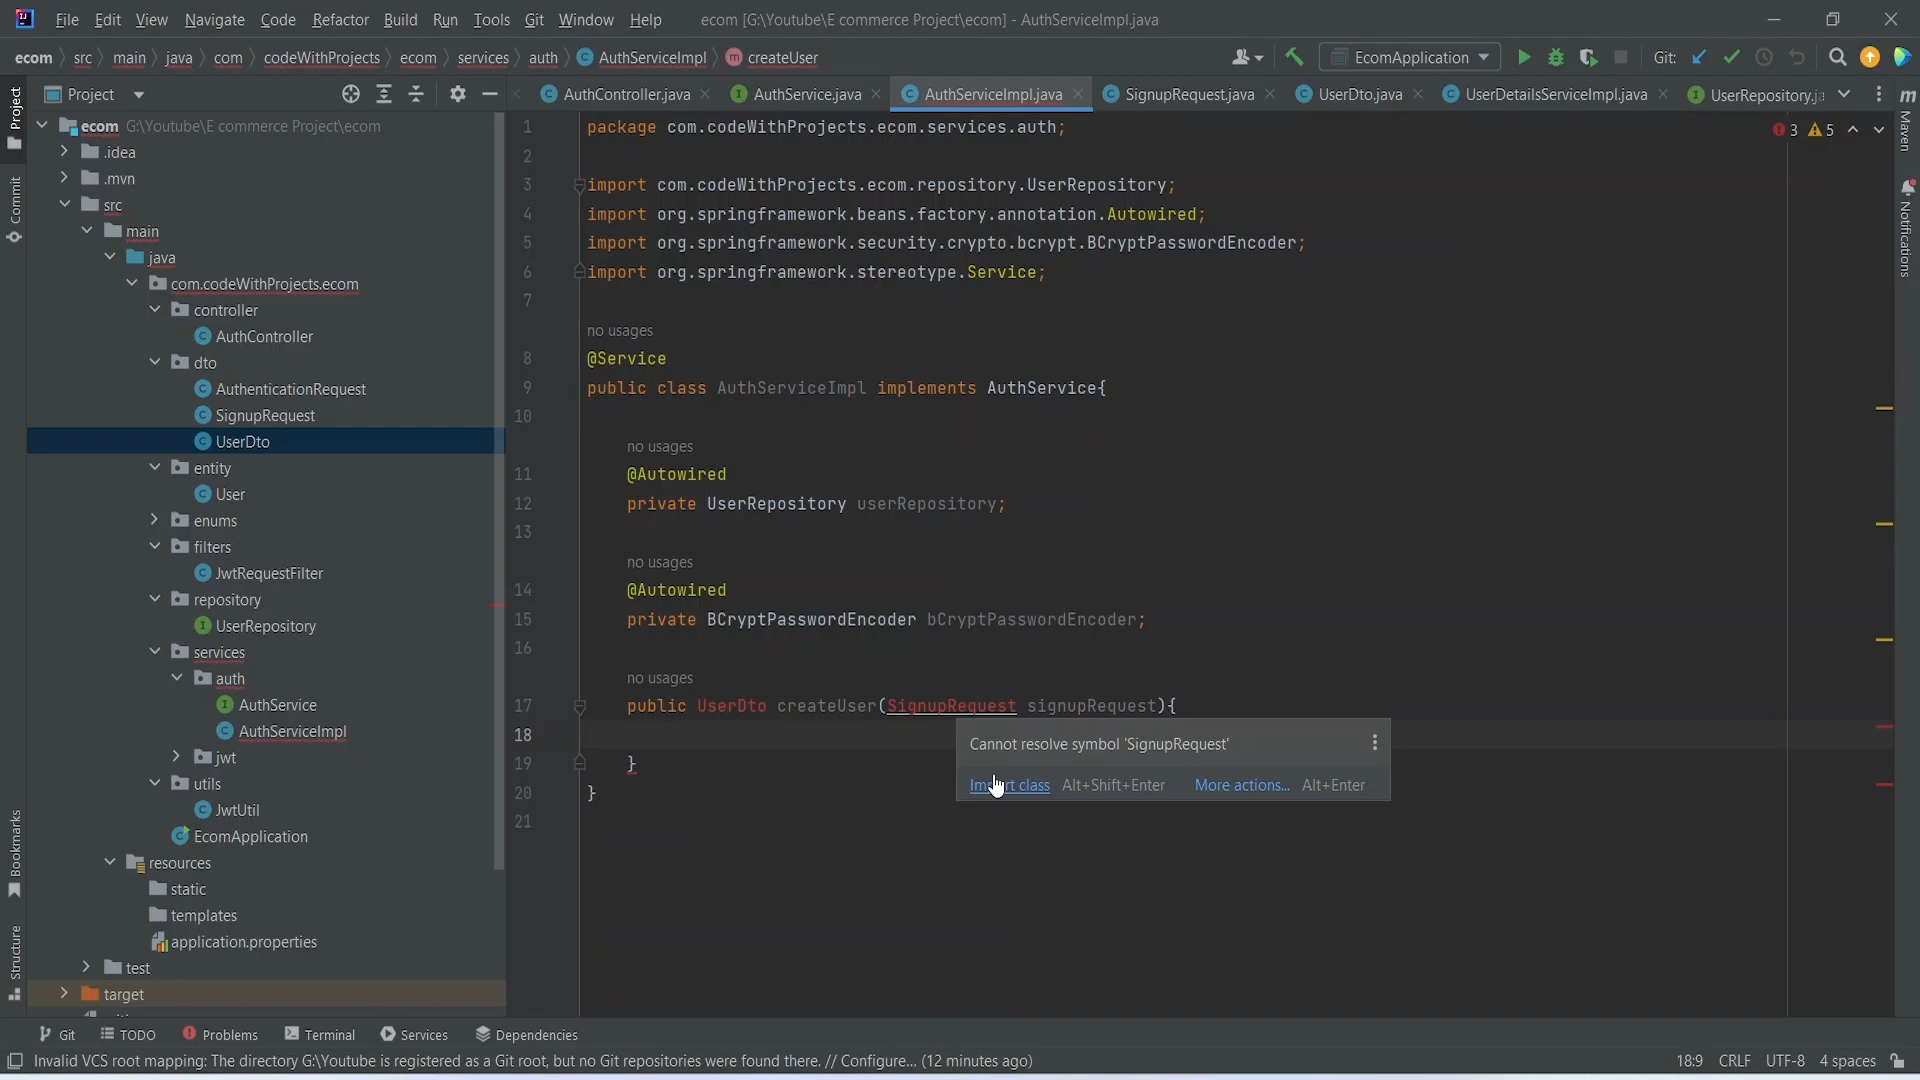 File Edit View Navigate Code Refactor Build Run Tools Git Window Help ecom [G:\Youtube\E commerce Project\ecom] - AuthServiceImpl.java
ecom src main java com codeWithProjects ecom services auth AuthServiceImpl createUser EcomApplication Git:
Project AuthController.java AuthService.java AuthServiceImpl.java SignupRequest.java UserDto.java UserDetailsServiceImpl.java UserRepository.ja
Project
Commit
Bookmarks
Structure
ecom G:\Youtube\E commerce Project\ecom
.idea
.mvn
src
main
java
com.codeWithProjects.ecom
controller
AuthController
dto
AuthenticationRequest
SignupRequest
UserDto
entity
User
enums
filters
JwtRequestFilter
repository
UserRepository
services
auth
AuthService
AuthServiceImpl
jwt
utils
JwtUtil
EcomApplication
resources
static
templates
application.properties
test
target
1 package com.codeWithProjects.ecom.services.auth;
2
3 import com.codeWithProjects.ecom.repository.UserRepository;
4 import org.springframework.beans.factory.annotation.Autowired;
5 import org.springframework.security.crypto.bcrypt.BCryptPasswordEncoder;
6 import org.springframework.stereotype.Service;
7
no usages
8 @Service
9 public class AuthServiceImpl implements AuthService{
10
no usages
11 @Autowired
12 private UserRepository userRepository;
13
no usages
14 @Autowired
15 private BCryptPasswordEncoder bCryptPasswordEncoder;
16
no usages
17 public UserDto createUser(SignupRequest signupRequest){
18
19 }
20 }
21
Cannot resolve symbol 'SignupRequest'
Import class Alt+Shift+Enter More actions... Alt+Enter
3 5
m
Maven
Notifications
Git TODO Problems Terminal Services Dependencies
Invalid VCS root mapping: The directory G:\Youtube is registered as a Git root, but no Git repositories were found there. // Configure... (12 minutes ago) 18:9 CRLF UTF-8 4 spaces